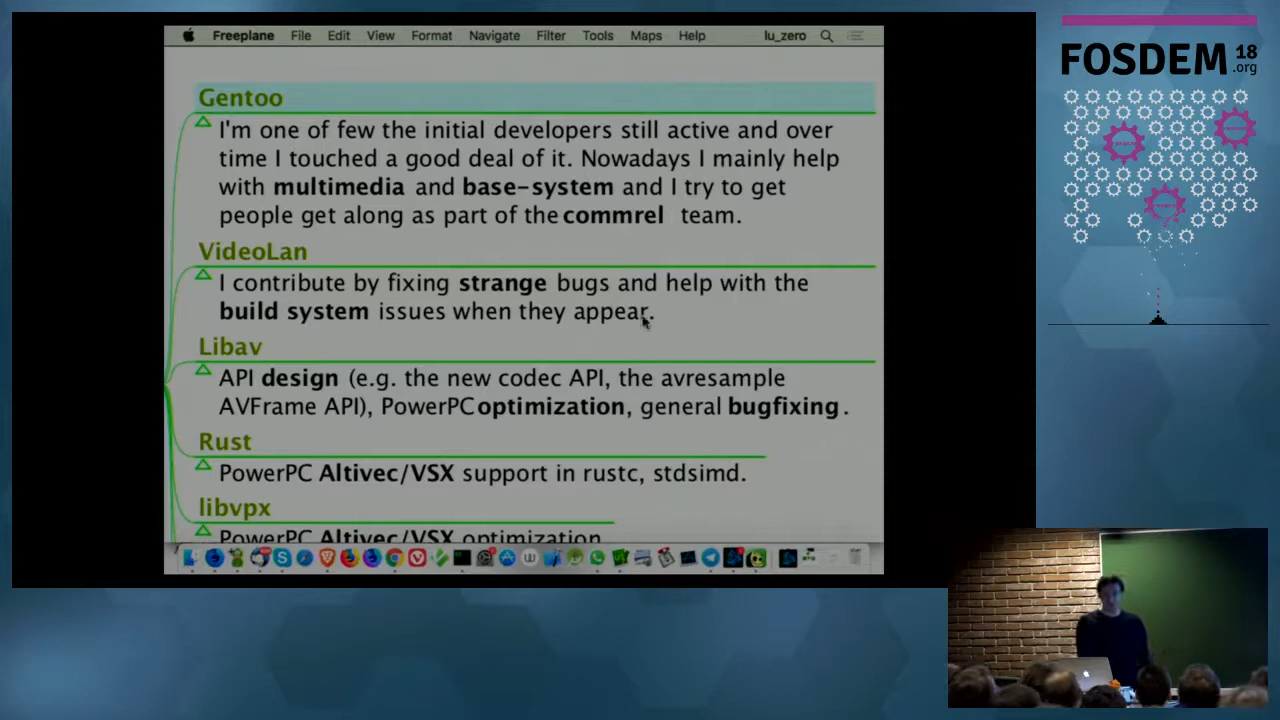 Freeplane File Edit View Format Navigate Filter Tools Maps Help lu_zero
Gentoo
I'm one of few the initial developers still active and over
time I touched a good deal of it. Nowadays I mainly help
with multimedia and base-system and I try to get
people get along as part of the commrel team.
VideoLan
I contribute by fixing strange bugs and help with the
build system issues when they appear.
Libav
API design (e.g. the new codec API, the avresample
AVFrame API), PowerPC optimization, general bugfixing.
Rust
PowerPC Altivec/VSX support in rustc, stdsimd.
libvpx
PowerPC Altivec/VSX optimization
FOSDEM 18
.org